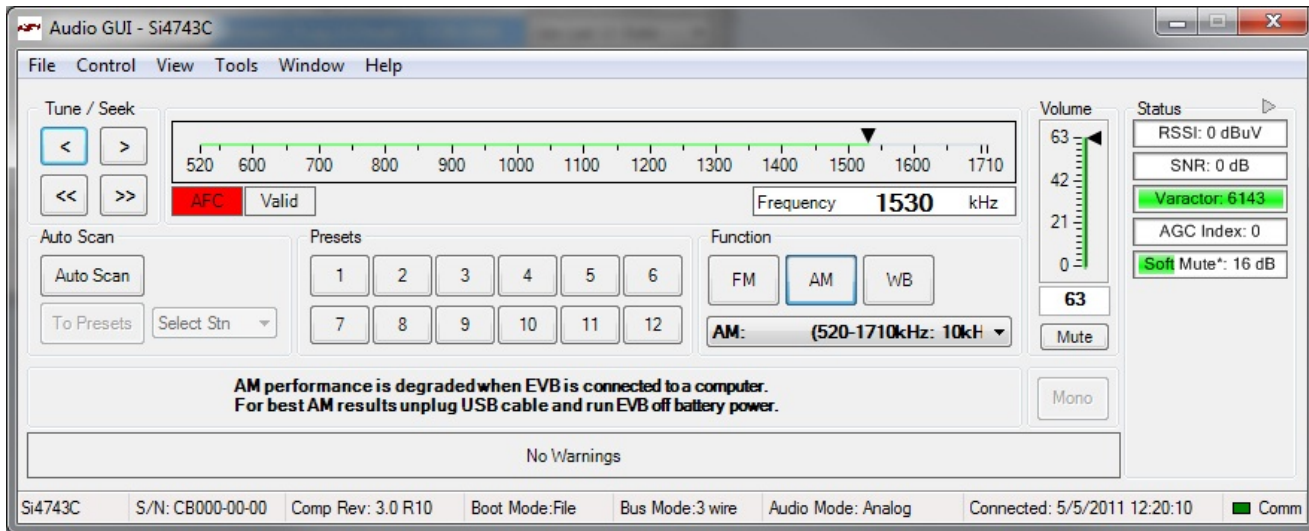 Audio GUI - Si4743C
File Control View Tools Window Help
Tune / Seek
< >
<< >>
520 600 700 800 900 1000 1100 1200 1300 1400 1500 1600 1710
AFC Valid
Frequency 1530 kHz
Volume
63
42
21
0
63
Mute
Status
RSSI: 0 dBuV
SNR: 0 dB
Varactor: 6143
AGC Index: 0
Soft Mute*: 16 dB
Auto Scan
Auto Scan
To Presets Select Stn
Presets
1 2 3 4 5 6
7 8 9 10 11 12
Function
FM AM WB
AM: (520-1710kHz: 10kH
AM performance is degraded when EVB is connected to a computer.
For best AM results unplug USB cable and run EVB off battery power.
Mono
No Warnings
Si4743C S/N: CB000-00-00 Comp Rev: 3.0 R10 Boot Mode:File Bus Mode:3 wire Audio Mode: Analog Connected: 5/5/2011 12:20:10 Comm